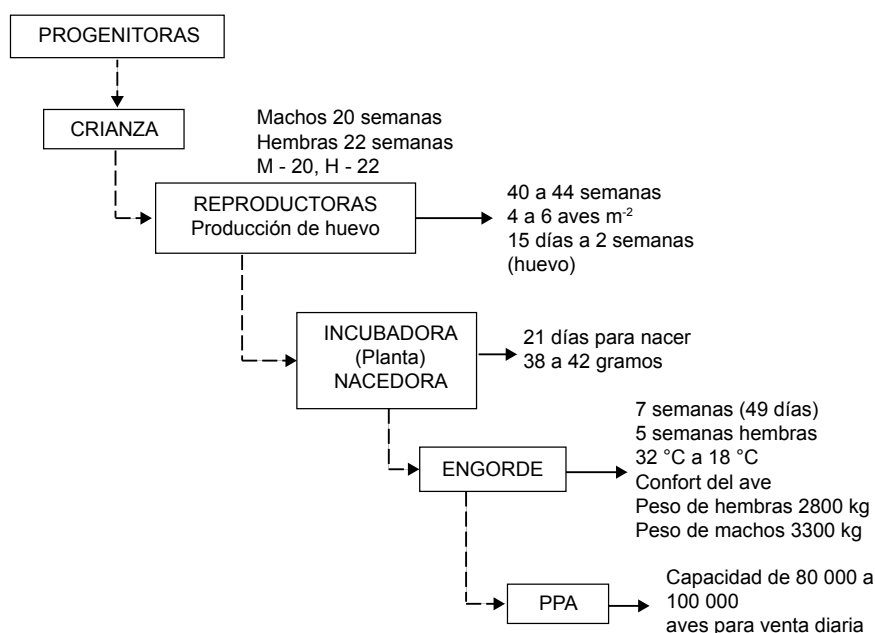 PROGENITORAS
CRIANZA
Machos 20 semanas
Hembras 22 semanas
M - 20, H - 22
REPRODUCTORAS
Producción de huevo
40 a 44 semanas
4 a 6 aves m-2
15 días a 2 semanas
(huevo)
INCUBADORA
(Planta)
NACEDORA
21 días para nacer
38 a 42 gramos
ENGORDE
7 semanas (49 días)
5 semanas hembras
32 °C a 18 °C
Confort del ave
Peso de hembras 2800 kg
Peso de machos 3300 kg
PPA
Capacidad de 80 000 a
100 000
aves para venta diaria